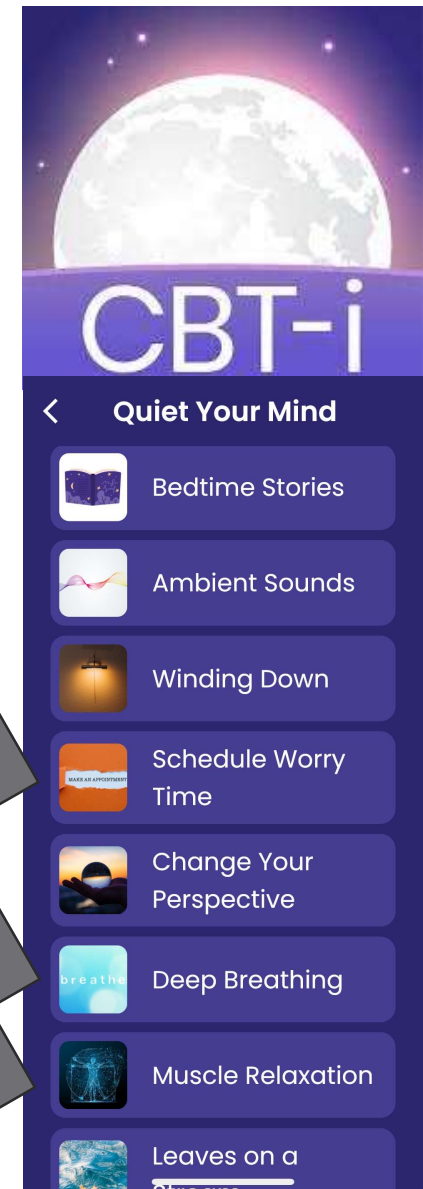 CBT-i
Quiet Your Mind
Bedtime Stories
Ambient Sounds
Winding Down
MAKE AN APPOINTMENT
Schedule Worry
Time
Change Your
Perspective
breathe
Deep Breathing
Muscle Relaxation
Leaves on a